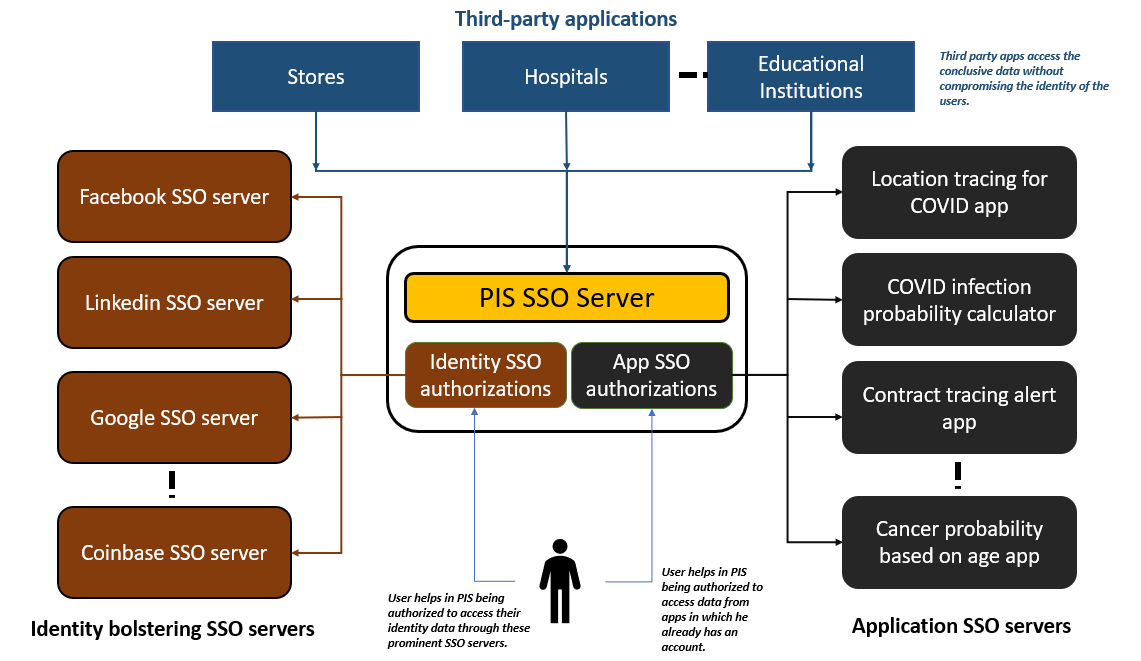 Third-party applications
Stores
Hospitals
Educational
Institutions
Third party apps access the
conclusive data without
compromising the identity of the
users.
Facebook SSO server
Linkedin SSO server
Google SSO server
Coinbase SSO server
Identity bolstering SSO servers
PIS SSO Server
Identity SSO
authorizations
App SSO
authorizations
User helps in PIS being
authorized to access their
identity data through these
prominent SSO servers.
User helps in PIS
being authorized to
access data from
apps in which he
already has an
account.
Location tracing for
COVID app
COVID infection
probability calculator
Contract tracing alert
app
Cancer probability
based on age app
Application SSO servers